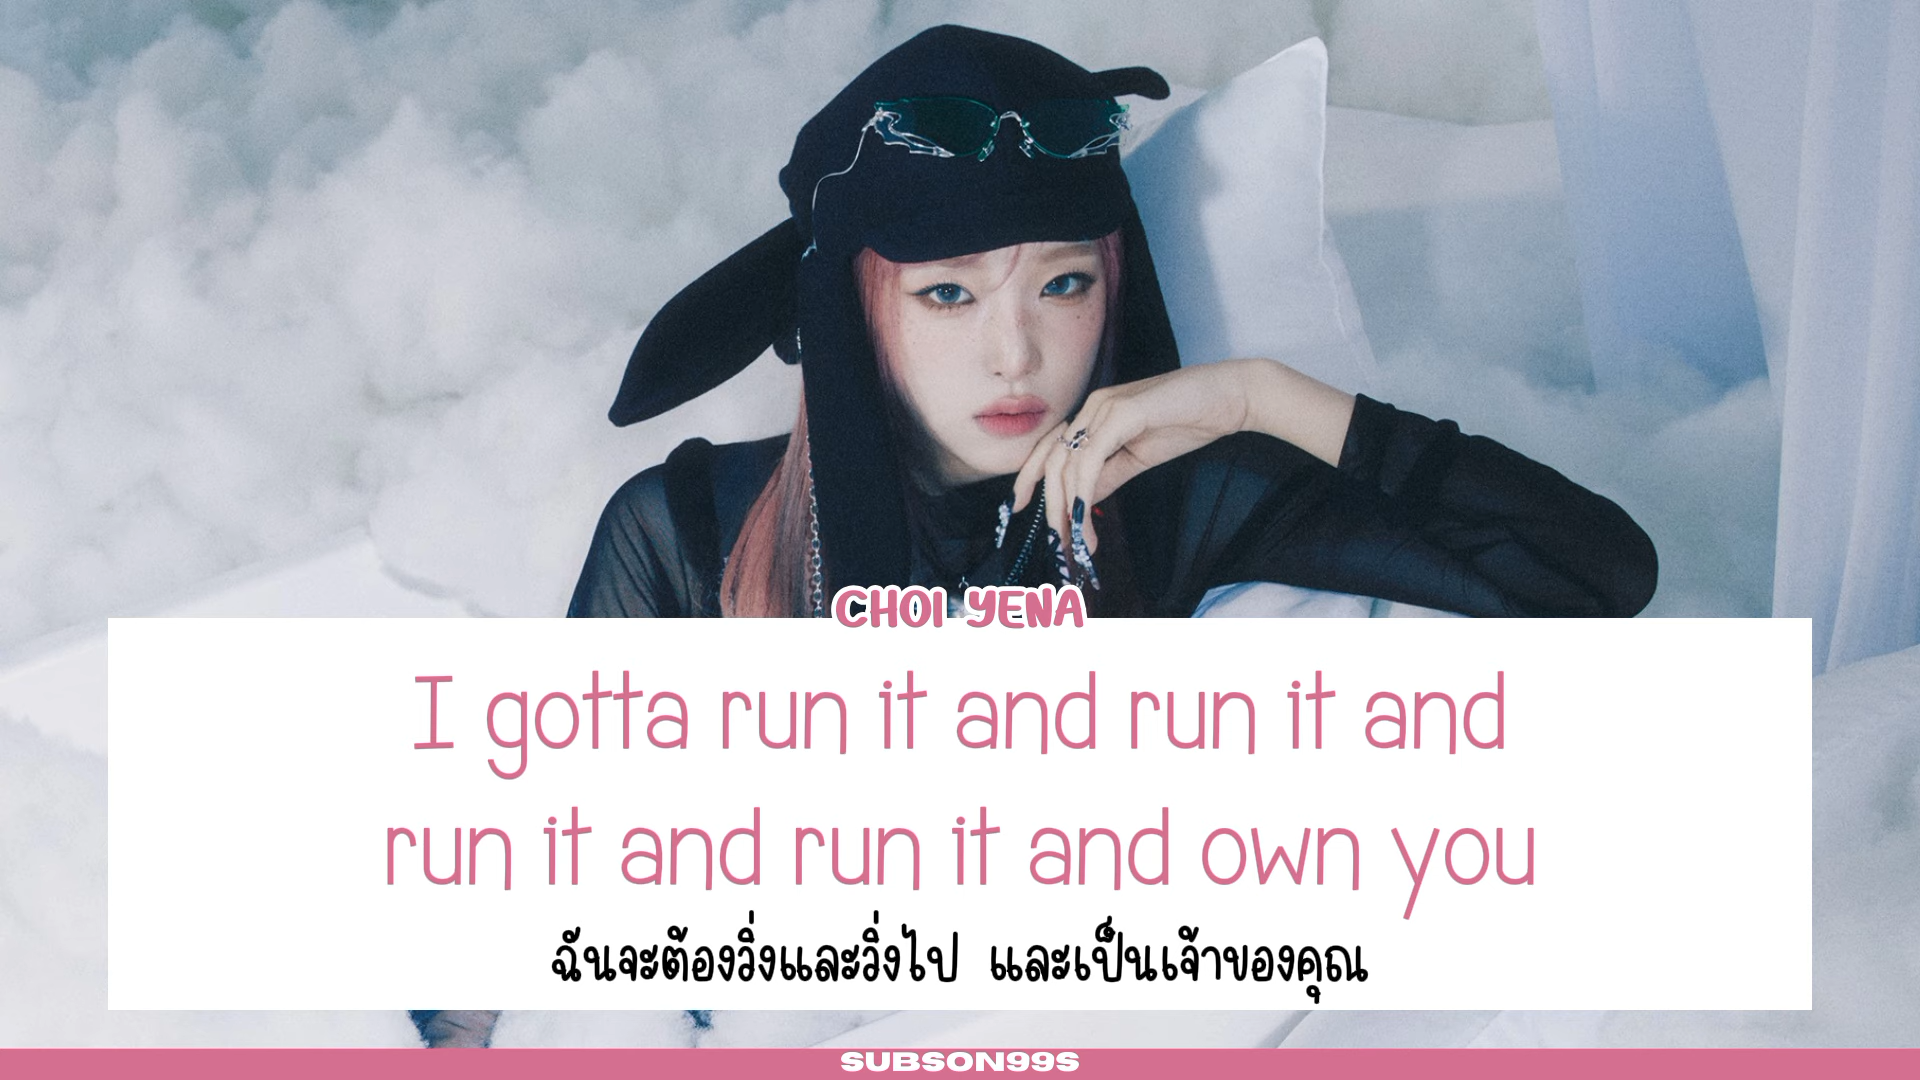 CHOI YENA
I gotta run it and run it and
run it and run it and own you
ฉันจะต้องวิ่งและวิ่งไป และเป็นเจ้าของคุณ
SUBSON99S